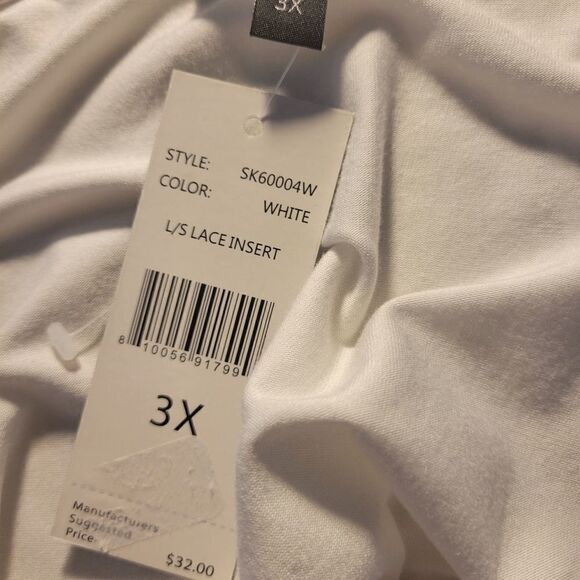 3X
STYLE: SK60004W
COLOR: WHITE
L/S LACE INSERT
8 10056 91799
3X
Manufacturers
Suggested
Price
$32.00